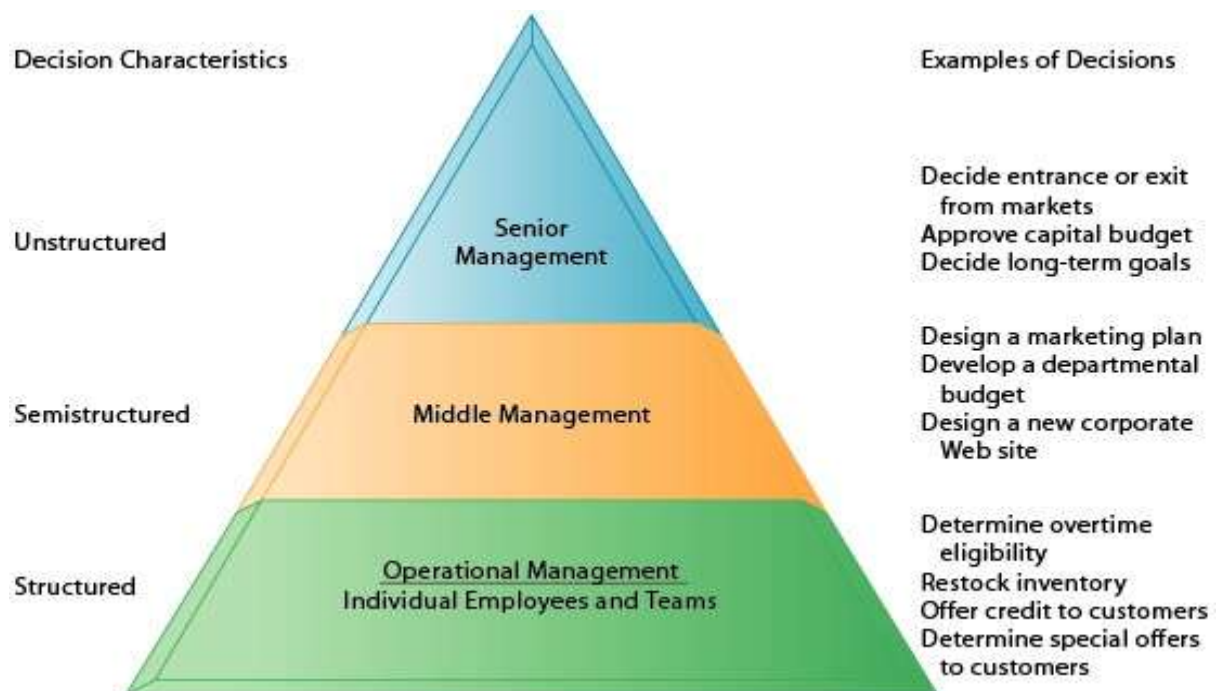 Decision Characteristics
Examples of Decisions
Unstructured
Senior
Management
Decide entrance or exit
from markets
Approve capital budget
Decide long-term goals
Semistructured
Middle Management
Design a marketing plan
Develop a departmental
budget
Design a new corporate
Web site
Structured
Operational Management
Individual Employees and Teams
Determine overtime
eligibility
Restock inventory
Offer credit to customers
Determine special offers
to customers